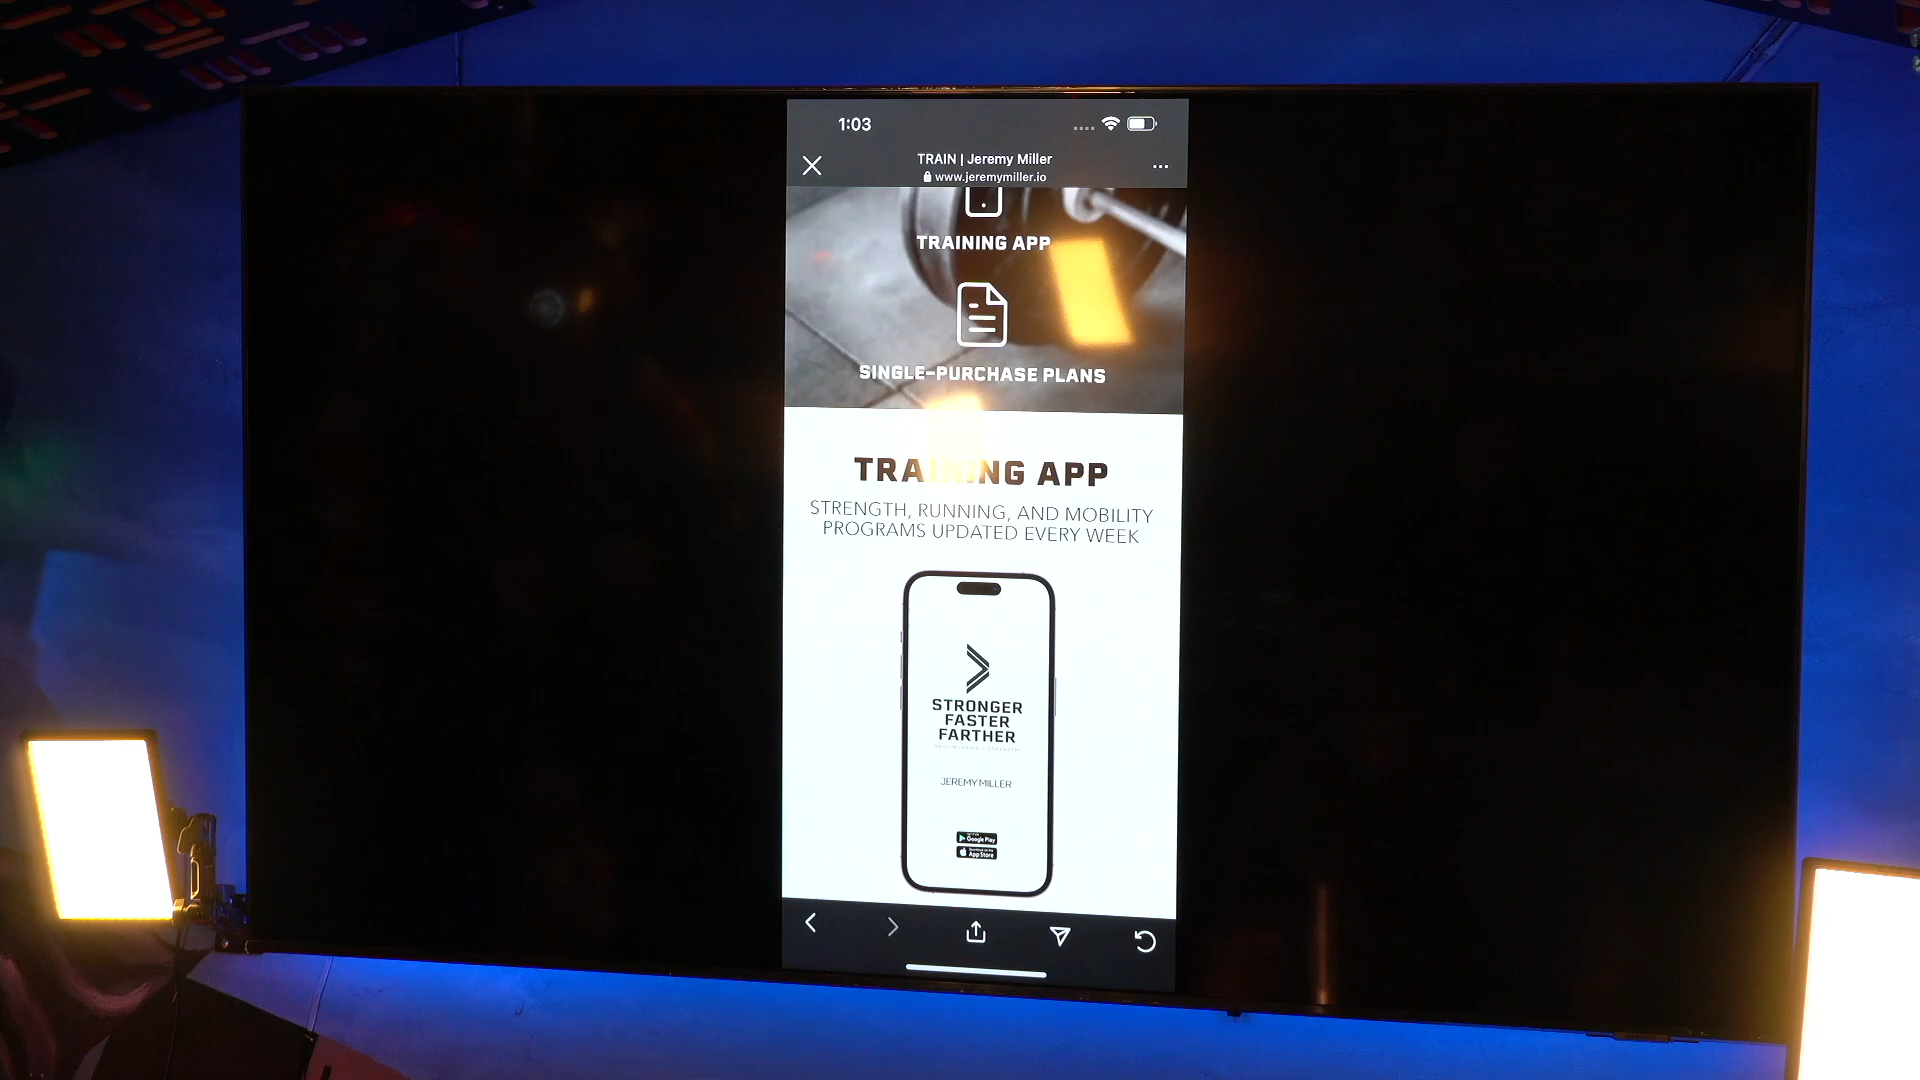 1:03
TRAIN | Jeremy Miller
www.jeremymiller.io
TRAINING APP
SINGLE-PURCHASE PLANS
TRAINING APP
STRENGTH, RUNNING, AND MOBILITY
PROGRAMS UPDATED EVERY WEEK
STRONGER
FASTER
FARTHER
JEREMY MILLER
Google Play
App Store